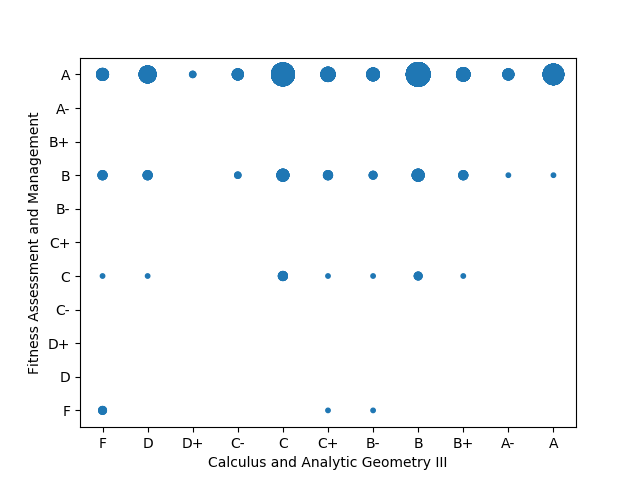 Fitness Assessment and Management
A
A-
B+
B
B-
C+
C
C-
D+
D
F
F D D+ C- C C+ B- B B+ A- A
Calculus and Analytic Geometry III